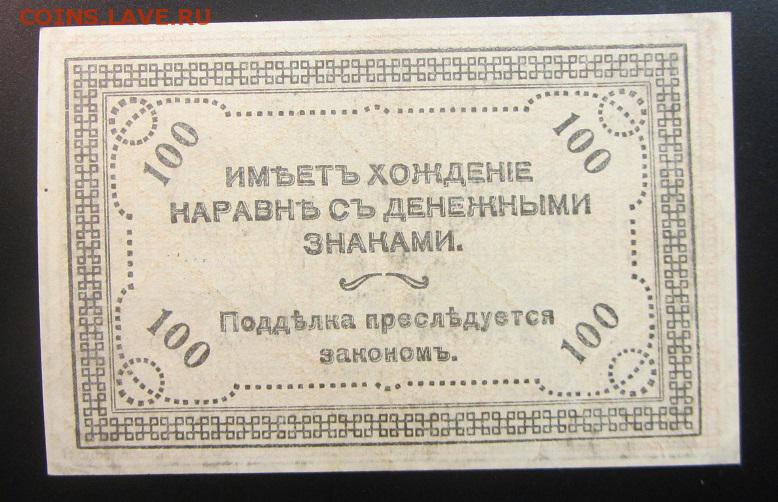 COINS.LAVE.RU
100 100
ИМѢЕТЪ ХОЖДЕНІЕ
НАРАВНѢ СЪ ДЕНЕЖНЫМИ
ЗНАКАМИ.
Поддѣлка преслѣдуется
закономъ.
100 100